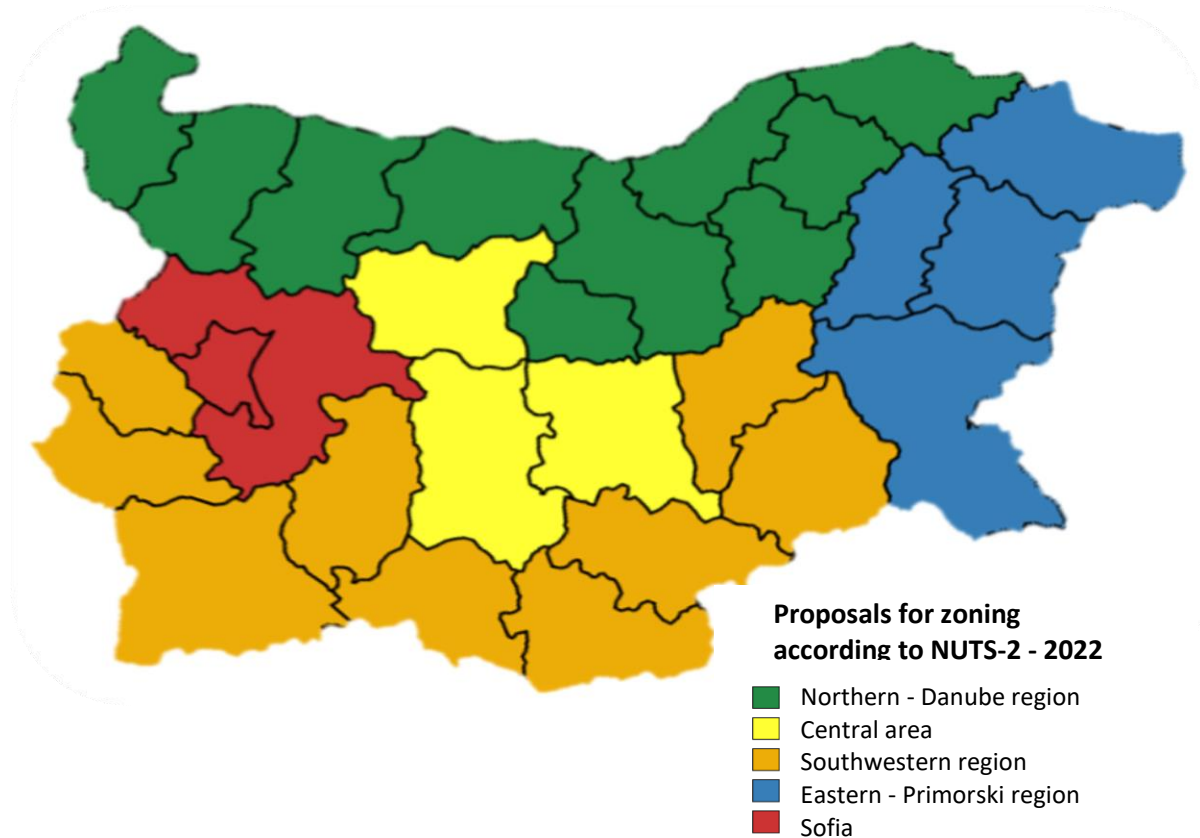 Proposals for zoning
according to NUTS-2 - 2022
Northern - Danube region
Central area
Southwestern region
Eastern - Primorski region
Sofia